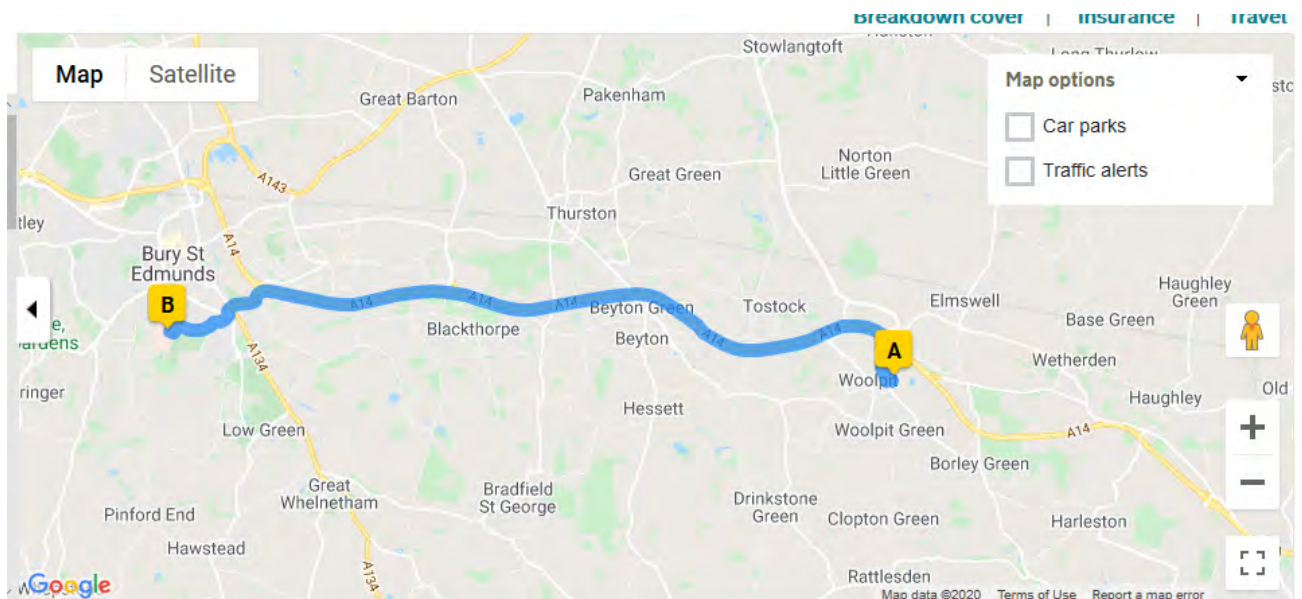 Breakdown cover | Insurance | Travel
Stowlangtoft
Long Thurlow
Map Satellite
Map options
Great Barton
Pakenham
Car parks
Norton
Little Green
Traffic alerts
Great Green
A143
Thurston
A14
Bury St
Edmunds
B
A14
A14
A14
Beyton Green
Tostock
Elmswell
Haughley
Green
Base Green
Blackthorpe
Beyton
A14
A14
A
Wetherden
A134
Woolpit
Haughley
Old
Hessett
Low Green
Woolpit Green
A14
Borley Green
Great
Whelnetham
Bradfield
St George
Drinkstone
Green
Clopton Green
Harleston
Pinford End
Hawstead
A134
Rattlesden
Google
Map data ©2020 Terms of Use Report a map error